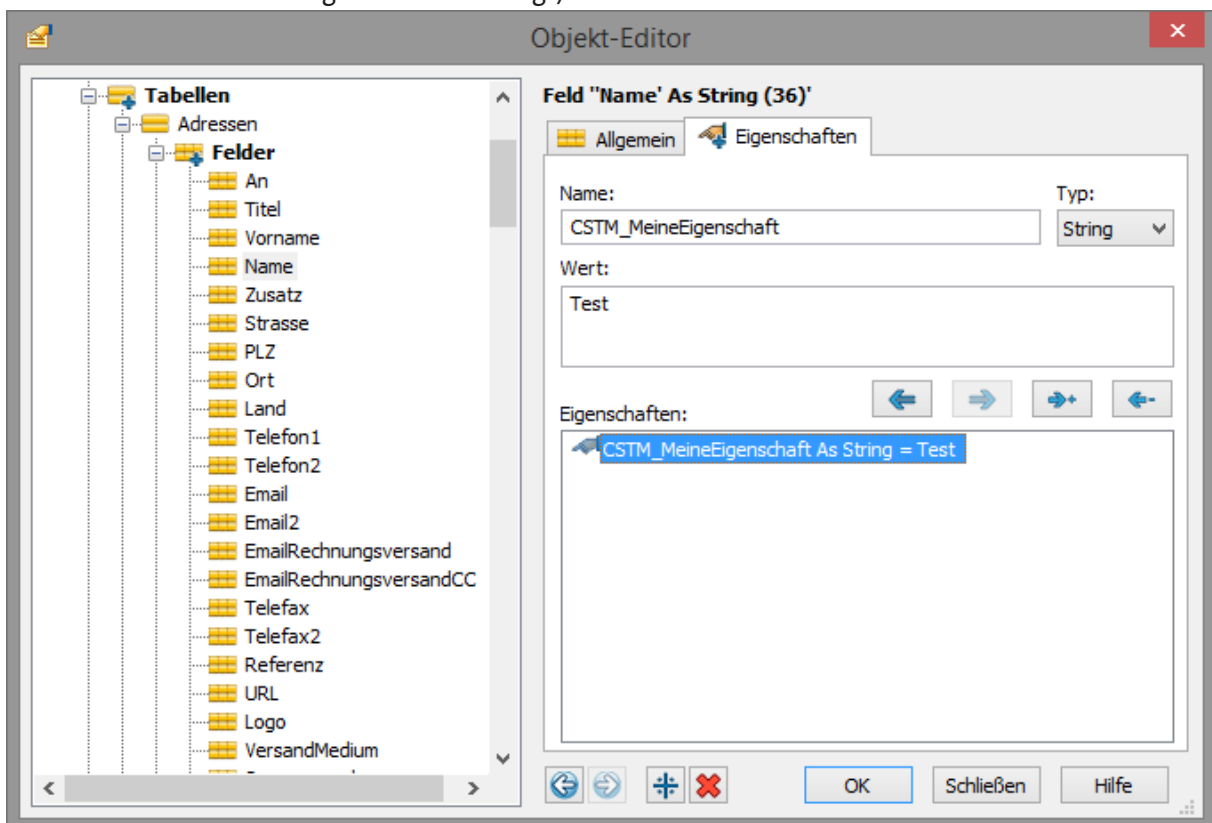 Objekt-Editor
Tabellen
Adressen
Felder
An
Titel
Vorname
Name
Zusatz
Strasse
PLZ
Ort
Land
Telefon1
Telefon2
Email
Email2
EmailRechnungsversand
EmailRechnungsversandCC
Telefax
Telefax2
Referenz
URL
Logo
VersandMedium
Feld "Name' As String (36)'
Allgemein Eigenschaften
Name: Typ:
CSTM_MeineEigenschaft String
Wert:
Test
Eigenschaften:
CSTM_MeineEigenschaft As String = Test
OK Schließen Hilfe